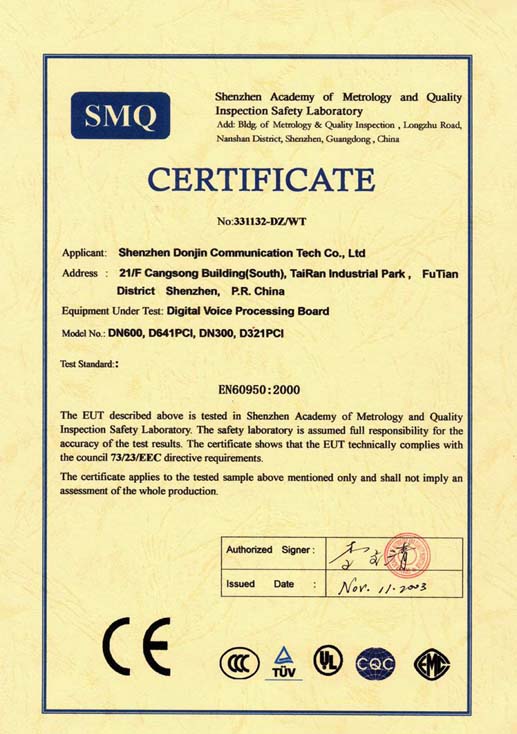 SMQ
Shenzhen Academy of Metrology and Quality
Inspection Safety Laboratory
Add: Bldg. of Metrology & Quality Inspection , Longzhu Road,
Nanshan District, Shenzhen, Guangdong , China
CERTIFICATE
No:331132-DZ/WT
Applicant: Shenzhen Donjin Communication Tech Co., Ltd
Address : 21/F Cangsong Building(South), TaiRan Industrial Park , FuTian
District Shenzhen, P.R. China
Equipment Under Test: Digital Voice Processing Board
Model No.: DN600, D641PCI, DN300, D321PCI
Test Standard::
EN60950:2000
The EUT described above is tested in Shenzhen Academy of Metrology and Quality
Inspection Safety Laboratory. The safety laboratory is assumed full responsibility for the
accuracy of the test results. The certificate shows that the EUT technically complies with
the council 73/23/EEC directive requirements.
The certificate applies to the tested sample above mentioned only and shall not imply an
assessment of the whole production.
Authorized Signer :
Issued Date : Nov. 11. 2003
CE
CCC
TÜV
UL
CQC
EMC